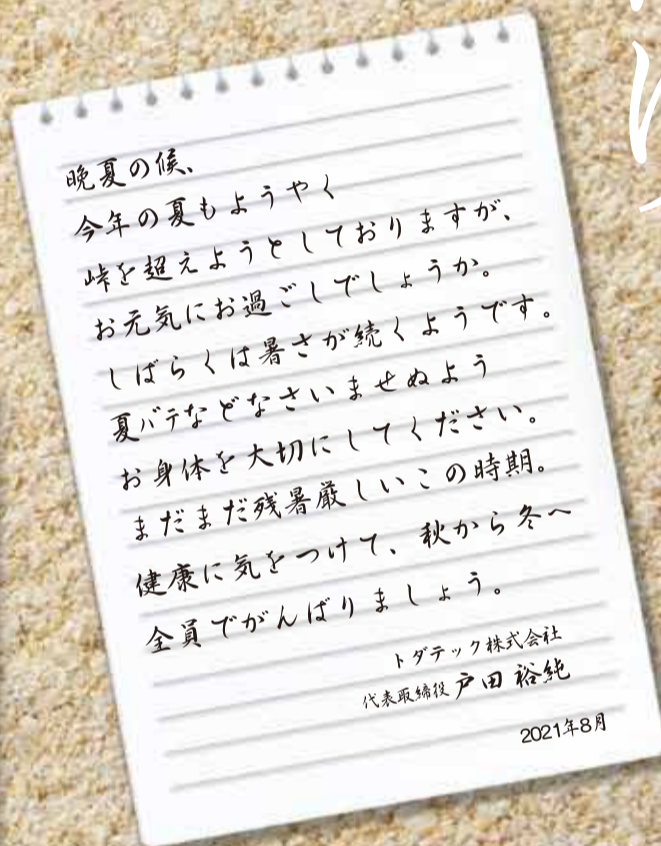 晩夏の候、
今年の夏もようやく
峠を超えようとしておりますが、
お元気にお過ごしでしょうか。
しばらくは暑さが続くようです。
夏バテなどなさいませぬよう
お身体を大切にしてください。
まだまだ残暑厳しいこの時期。
健康に気をつけて、秋から冬へ
全員でがんばりましょう。
トダテック株式会社
代表取締役 戸田 裕純
2021年8月